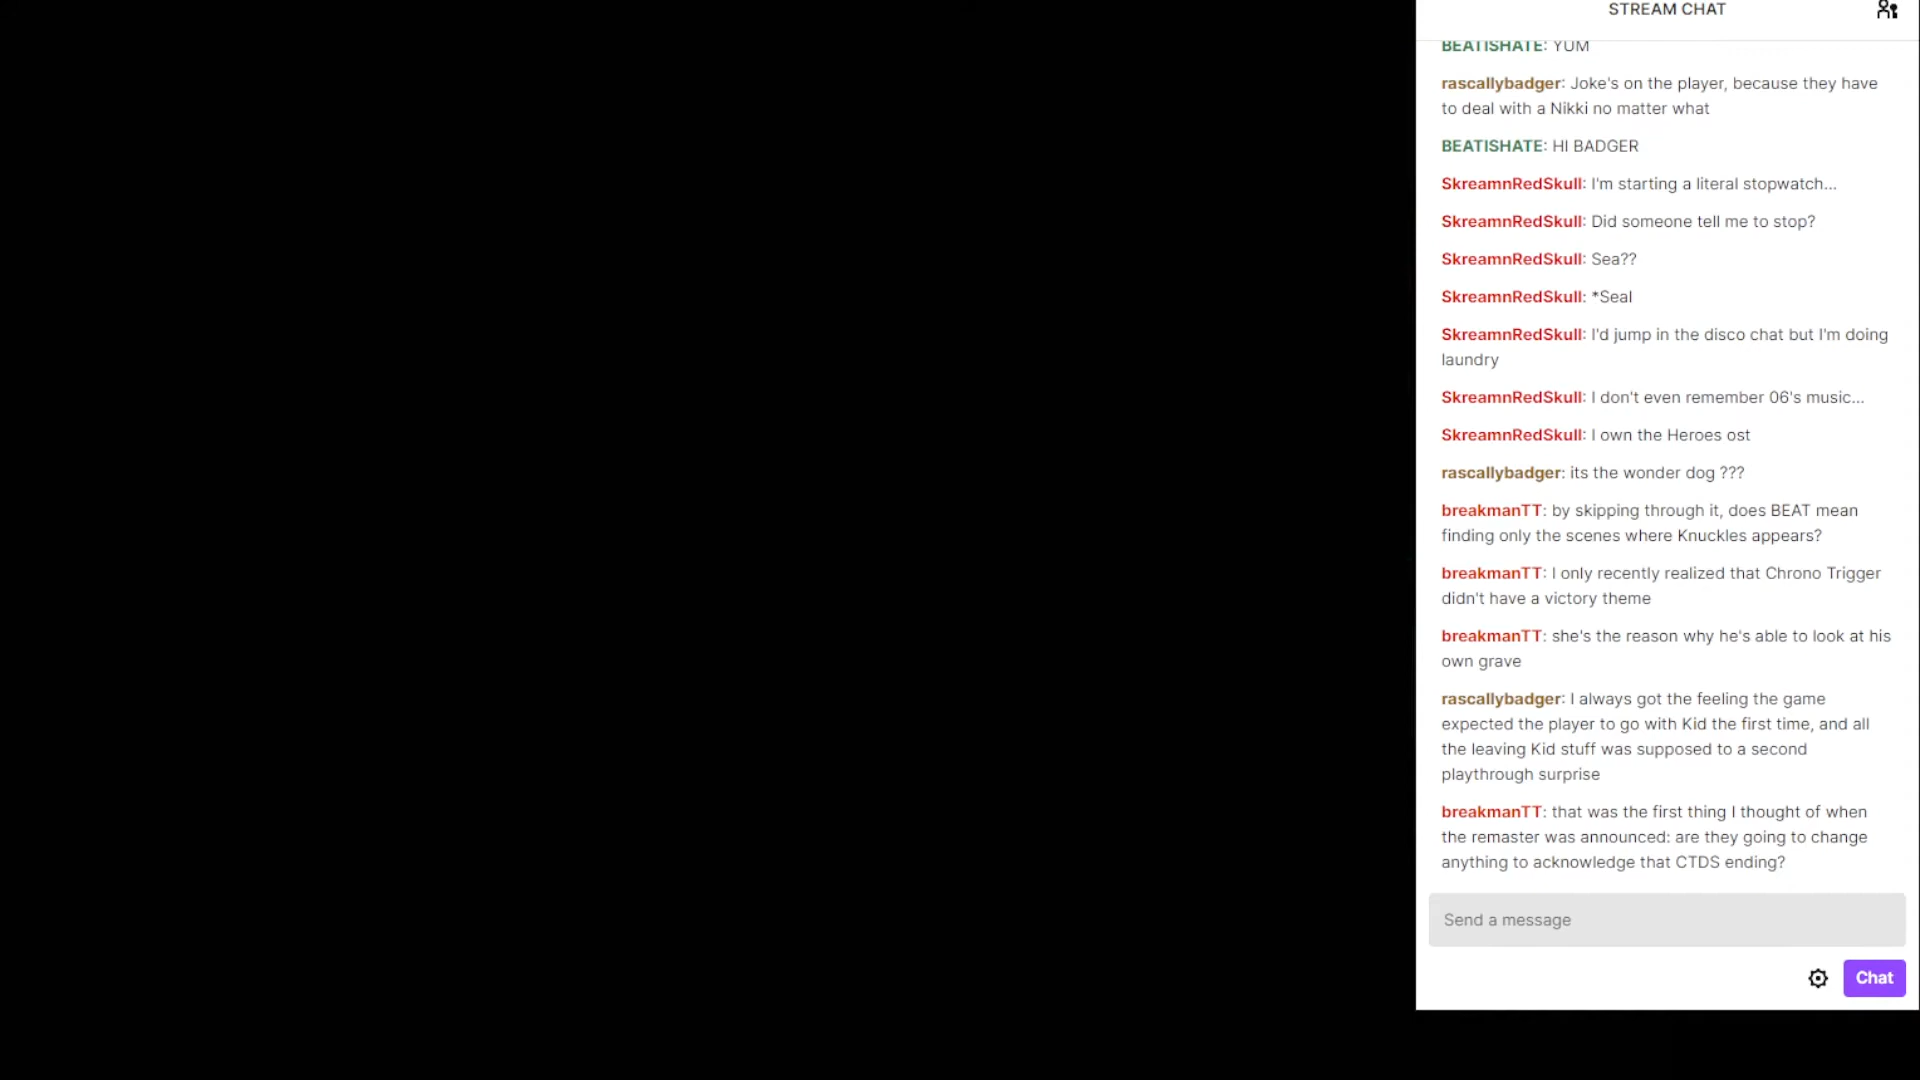 STREAM CHAT
BEATISHATE: YUM
rascallybadger: Joke's on the player, because they have
to deal with a Nikki no matter what
BEATISHATE: HI BADGER
SkreamnRedSkull: I'm starting a literal stopwatch...
SkreamnRedSkull: Did someone tell me to stop?
SkreamnRedSkull: Sea??
SkreamnRedSkull: *Seal
SkreamnRedSkull: I'd jump in the disco chat but I'm doing
laundry
SkreamnRedSkull: I don't even remember 06's music...
SkreamnRedSkull: I own the Heroes ost
rascallybadger: its the wonder dog ???
breakmanTT: by skipping through it, does BEAT mean
finding only the scenes where Knuckles appears?
breakmanTT: I only recently realized that Chrono Trigger
didn't have a victory theme
breakmanTT: she's the reason why he's able to look at his
own grave
rascallybadger: I always got the feeling the game
expected the player to go with Kid the first time, and all
the leaving Kid stuff was supposed to a second
playthrough surprise
breakmanTT: that was the first thing I thought of when
the remaster was announced: are they going to change
anything to acknowledge that CTDS ending?
Send a message
Chat